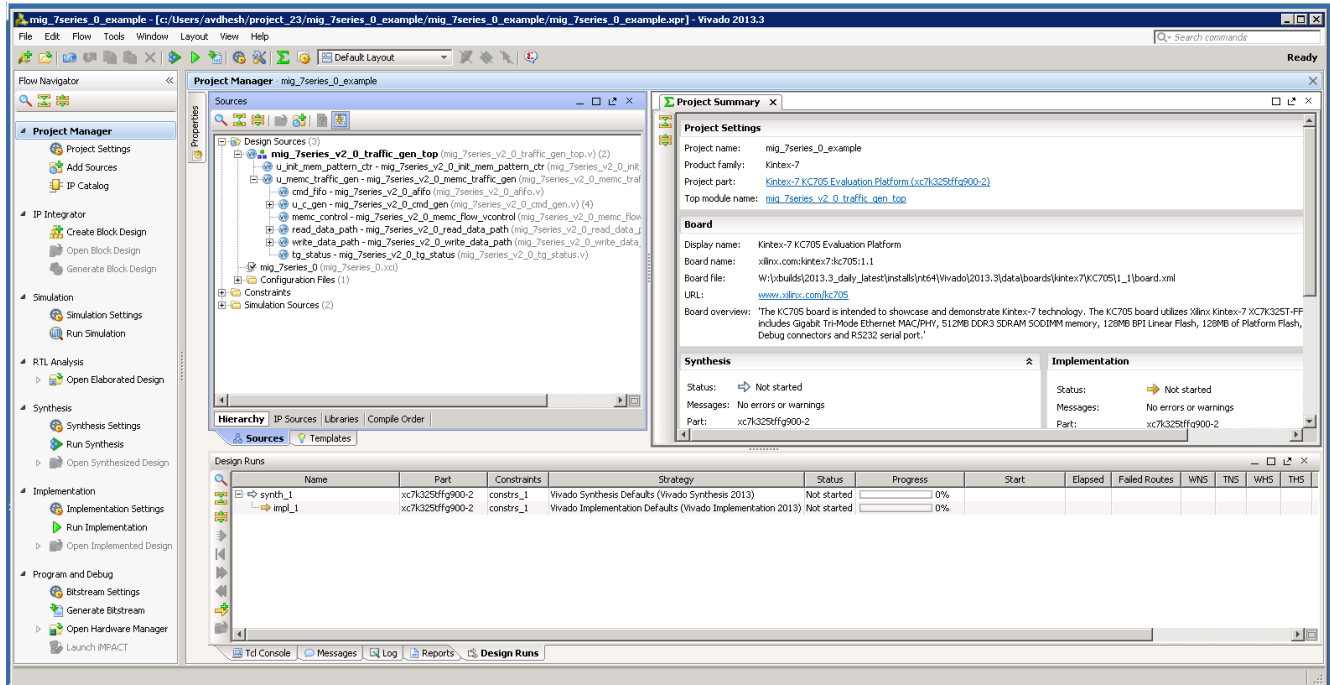 mig_7series_0_example - [c:/Users/avdhesh/project_23/mig_7series_0_example/mig_7series_0_example/mig_7series_0_example.xpr] - Vivado 2013.3
File Edit Flow Tools Window Layout View Help
Search commands
Default Layout
Ready
Flow Navigator
Project Manager
Project Settings
Add Sources
IP Catalog
IP Integrator
Create Block Design
Open Block Design
Generate Block Design
Simulation
Simulation Settings
Run Simulation
RTL Analysis
Open Elaborated Design
Synthesis
Synthesis Settings
Run Synthesis
Open Synthesized Design
Implementation
Implementation Settings
Run Implementation
Open Implemented Design
Program and Debug
Bitstream Settings
Generate Bitstream
Open Hardware Manager
Launch iMPACT
Project Manager - mig_7series_0_example
Properties
Sources
Design Sources (3)
mig_7series_v2_0_traffic_gen_top (mig_7series_v2_0_traffic_gen_top.v) (2)
u_init_mem_pattern_ctr - mig_7series_v2_0_init_mem_pattern_ctr (mig_7series_v2_0_init
u_memc_traffic_gen - mig_7series_v2_0_memc_traffic_gen (mig_7series_v2_0_memc_traf
cmd_fifo - mig_7series_v2_0_afifo (mig_7series_v2_0_afifo.v)
u_c_gen - mig_7series_v2_0_cmd_gen (mig_7series_v2_0_cmd_gen.v) (4)
memc_control - mig_7series_v2_0_memc_flow_vcontrol (mig_7series_v2_0_memc_flow
read_data_path - mig_7series_v2_0_read_data_path (mig_7series_v2_0_read_data_p
write_data_path - mig_7series_v2_0_write_data_path (mig_7series_v2_0_write_data_
tg_status - mig_7series_v2_0_tg_status (mig_7series_v2_0_tg_status.v)
mig_7series_0 (mig_7series_0.xci)
Configuration Files (1)
Constraints
Simulation Sources (2)
Hierarchy IP Sources Libraries Compile Order
Sources Templates
Project Summary
Project Settings
Project name: mig_7series_0_example
Product family: Kintex-7
Project part: Kintex-7 KC705 Evaluation Platform (xc7k325tffg900-2)
Top module name: mig_7series_v2_0_traffic_gen_top
Board
Display name: Kintex-7 KC705 Evaluation Platform
Board name: xilinx.com:kintex7:kc705:1.1
Board file: W:\xbuilds\2013.3_daily_latest\installs\nt64\Vivado\2013.3\data\boards\kintex7\KC705\1_1\board.xml
URL: www.xilinx.com/kc705
Board overview: 'The KC705 board is intended to showcase and demonstrate Kintex-7 technology. The KC705 board utilizes Xilinx Kintex-7 XC7K325T-FF
includes Gigabit Tri-Mode Ethernet MAC/PHY, 512MB DDR3 SDRAM SODIMM memory, 128MB BPI Linear Flash, 128MB of Platform Flash,
Debug connectors and RS232 serial port.'
Synthesis
Status: Not started
Messages: No errors or warnings
Part: xc7k325tffg900-2
Implementation
Status: Not started
Messages: No errors or warnings
Part: xc7k325tffg900-2
Design Runs
Name Part Constraints Strategy Status Progress Start Elapsed Failed Routes WNS TNS WHS THS
synth_1 xc7k325tffg900-2 constrs_1 Vivado Synthesis Defaults (Vivado Synthesis 2013) Not started 0%
impl_1 xc7k325tffg900-2 constrs_1 Vivado Implementation Defaults (Vivado Implementation 2013) Not started 0%
Tcl Console Messages Log Reports Design Runs